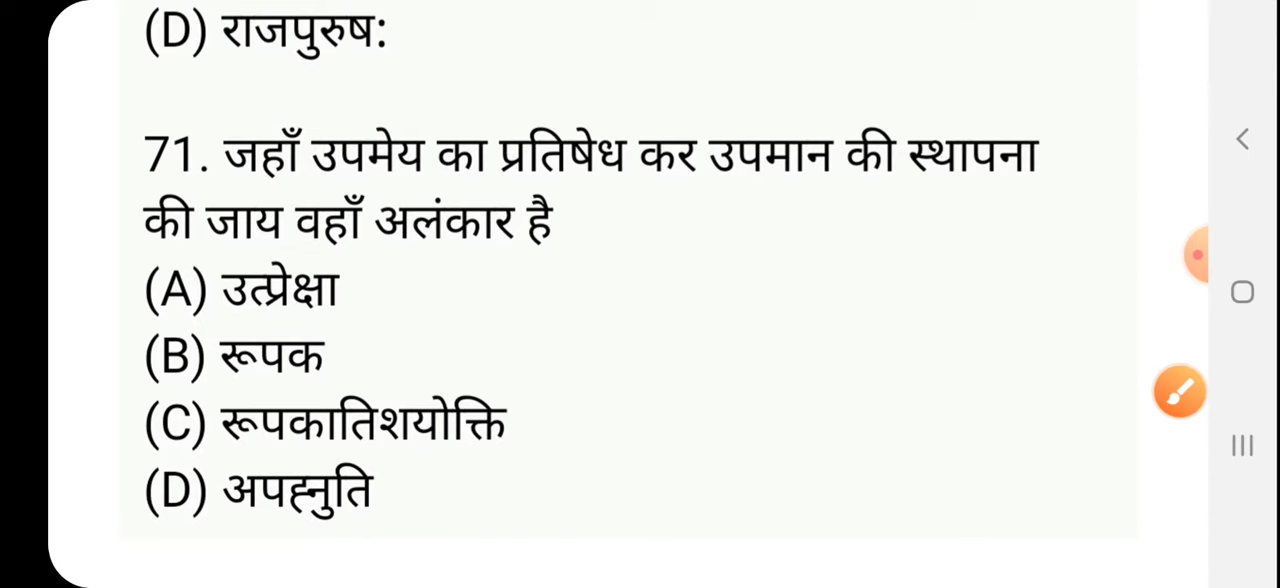 (D) राजपुरुष:
71. जहाँ उपमेय का प्रतिषेध कर उपमान की स्थापना
की जाय वहाँ अलंकार है
(A) उत्प्रेक्षा
(B) रूपक
(C) रूपकातिशयोक्ति
(D) अपह्नुति